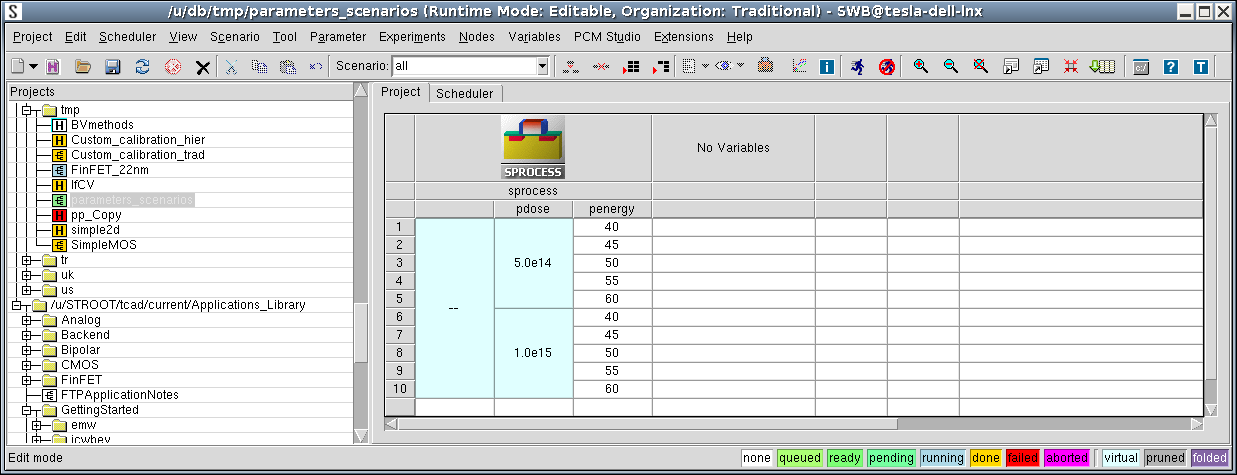 S /u/db/tmp/parameters_scenarios (Runtime Mode: Editable, Organization: Traditional) - SWB@tesla-dell-lnx
Project Edit Scheduler View Scenario Tool Parameter Experiments Nodes Variables PCM Studio Extensions Help
H Scenario: all i c:/ ? T
Projects
tmp
H BVmethods
H Custom_calibration_hier
Custom_calibration_trad
FinFET_22nm
H IfCV
parameters_scenarios
H pp_Copy
H simple2d
SimpleMOS
tr
uk
us
/u/STROOT/tcad/current/Applications_Library
Analog
Backend
Bipolar
CMOS
FinFET
FTPApplicationNotes
GettingStarted
emw
icwbev
Project Scheduler
SPROCESS No Variables
sprocess
pdose penergy
1 40
2 45
3 5.0e14 50
4 55
5 60
-- 
6 40
7 45
8 1.0e15 50
9 55
10 60
Edit mode none queued ready pending running done failed aborted virtual pruned folded